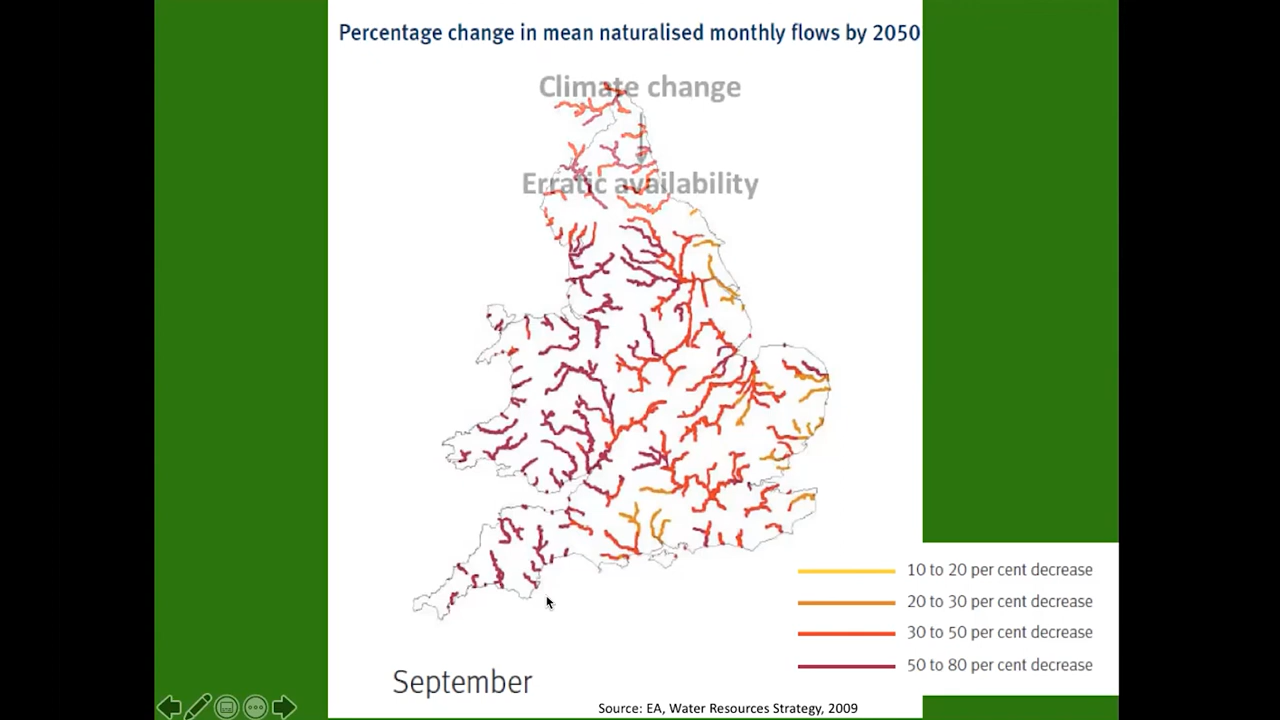 Percentage change in mean naturalised monthly flows by 2050
Climate change
Erratic availability
10 to 20 per cent decrease
20 to 30 per cent decrease
30 to 50 per cent decrease
50 to 80 per cent decrease
September
Source: EA, Water Resources Strategy, 2009